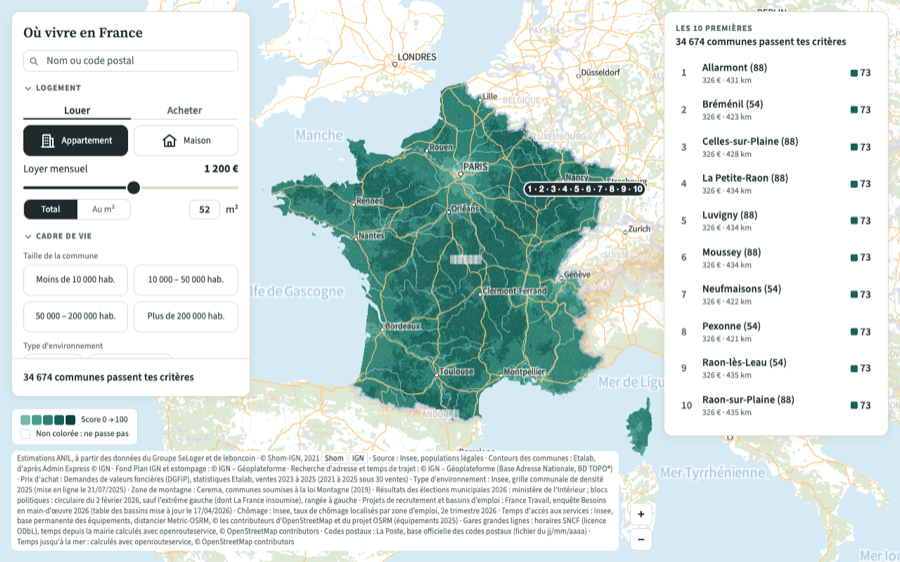 Où vivre en France
Nom ou code postal
LOGEMENT
Louer
Acheter
Appartement
Maison
Loyer mensuel
1 200 €
Total
Au m²
52
m²
CADRE DE VIE
Taille de la commune
Moins de 10 000 hab.
10 000 – 50 000 hab.
50 000 – 200 000 hab.
Plus de 200 000 hab.
Type d'environnement
34 674 communes passent tes critères
Score 0 → 100
Non colorée : ne passe pas
LONDRES
PAYS-BAS
Düsseldorf
Lille
BELGIQUE
LUXEMBOURG
Manche
Rouen
PARIS
Nancy
Strasbourg
1 · 2 · 3 · 4 · 5 · 6 · 7 · 8 · 9 · 10
Rennes
Orléans
Nantes
Zurich
SUISSE
Genève
Clermont Ferrand
lfe de Gascogne
Bordeaux
Toulouse
Montpellier
Mer de Ligu
ANDORRE
Mer Tyrrhénienne
Mer Ion
LES 10 PREMIÈRES
34 674 communes passent tes critères
1 Allarmont (88) 73
326 € · 431 km
2 Bréménil (54) 73
326 € · 423 km
3 Celles-sur-Plaine (88) 73
326 € · 428 km
4 La Petite-Raon (88) 73
326 € · 434 km
5 Luvigny (88) 73
326 € · 434 km
6 Moussey (88) 73
326 € · 434 km
7 Neufmaisons (54) 73
326 € · 422 km
8 Pexonne (54) 73
326 € · 421 km
9 Raon-lès-Leau (54) 73
326 € · 435 km
10 Raon-sur-Plaine (88) 73
326 € · 435 km
Estimations ANIL, à partir des données du Groupe SeLoger et de leboncoin · © Shom-IGN, 2021 Shom IGN · Source : Insee, populations légales · Contours des communes : Etalab,
d'après Admin Express © IGN · Fond Plan IGN et estompage : © IGN – Géoplateforme · Recherche d'adresse et temps de trajet : © IGN – Géoplateforme (Base Adresse Nationale, BD TOPO®)
· Prix d'achat : Demandes de valeurs foncières (DGFiP), statistiques Etalab, ventes 2023 à 2025 (2021 à 2025 sous 30 ventes) · Type d'environnement : Insee, grille communale de densité
2025 (mise en ligne le 21/07/2025) · Zone de montagne : Cerema, communes soumises à la loi Montagne (2019) · Résultats des élections municipales 2026 : ministère de l'Intérieur ; blocs
politiques : circulaire du 2 février 2026, sauf l'extrême gauche (dont La France insoumise), rangée à gauche · Projets de recrutement et bassins d'emploi : France Travail, enquête Besoins
en main-d'œuvre 2026 (table des bassins mise à jour le 17/04/2026) · Chômage : Insee, taux de chômage localisés par zone d'emploi, 2e trimestre 2026 · Temps d'accès aux services : Insee,
base permanente des équipements, distancier Metric-OSRM, © les contributeurs d'OpenStreetMap et du projet OSRM (équipements 2025) · Gares grandes lignes : horaires SNCF (licence
ODbL), temps depuis la mairie calculés avec openrouteservice, © OpenStreetMap contributors · Codes postaux : La Poste, base officielle des codes postaux (fichier du jj/mm/aaaa) ·
Temps jusqu'à la mer : calculés avec openrouteservice, © OpenStreetMap contributors
+
−